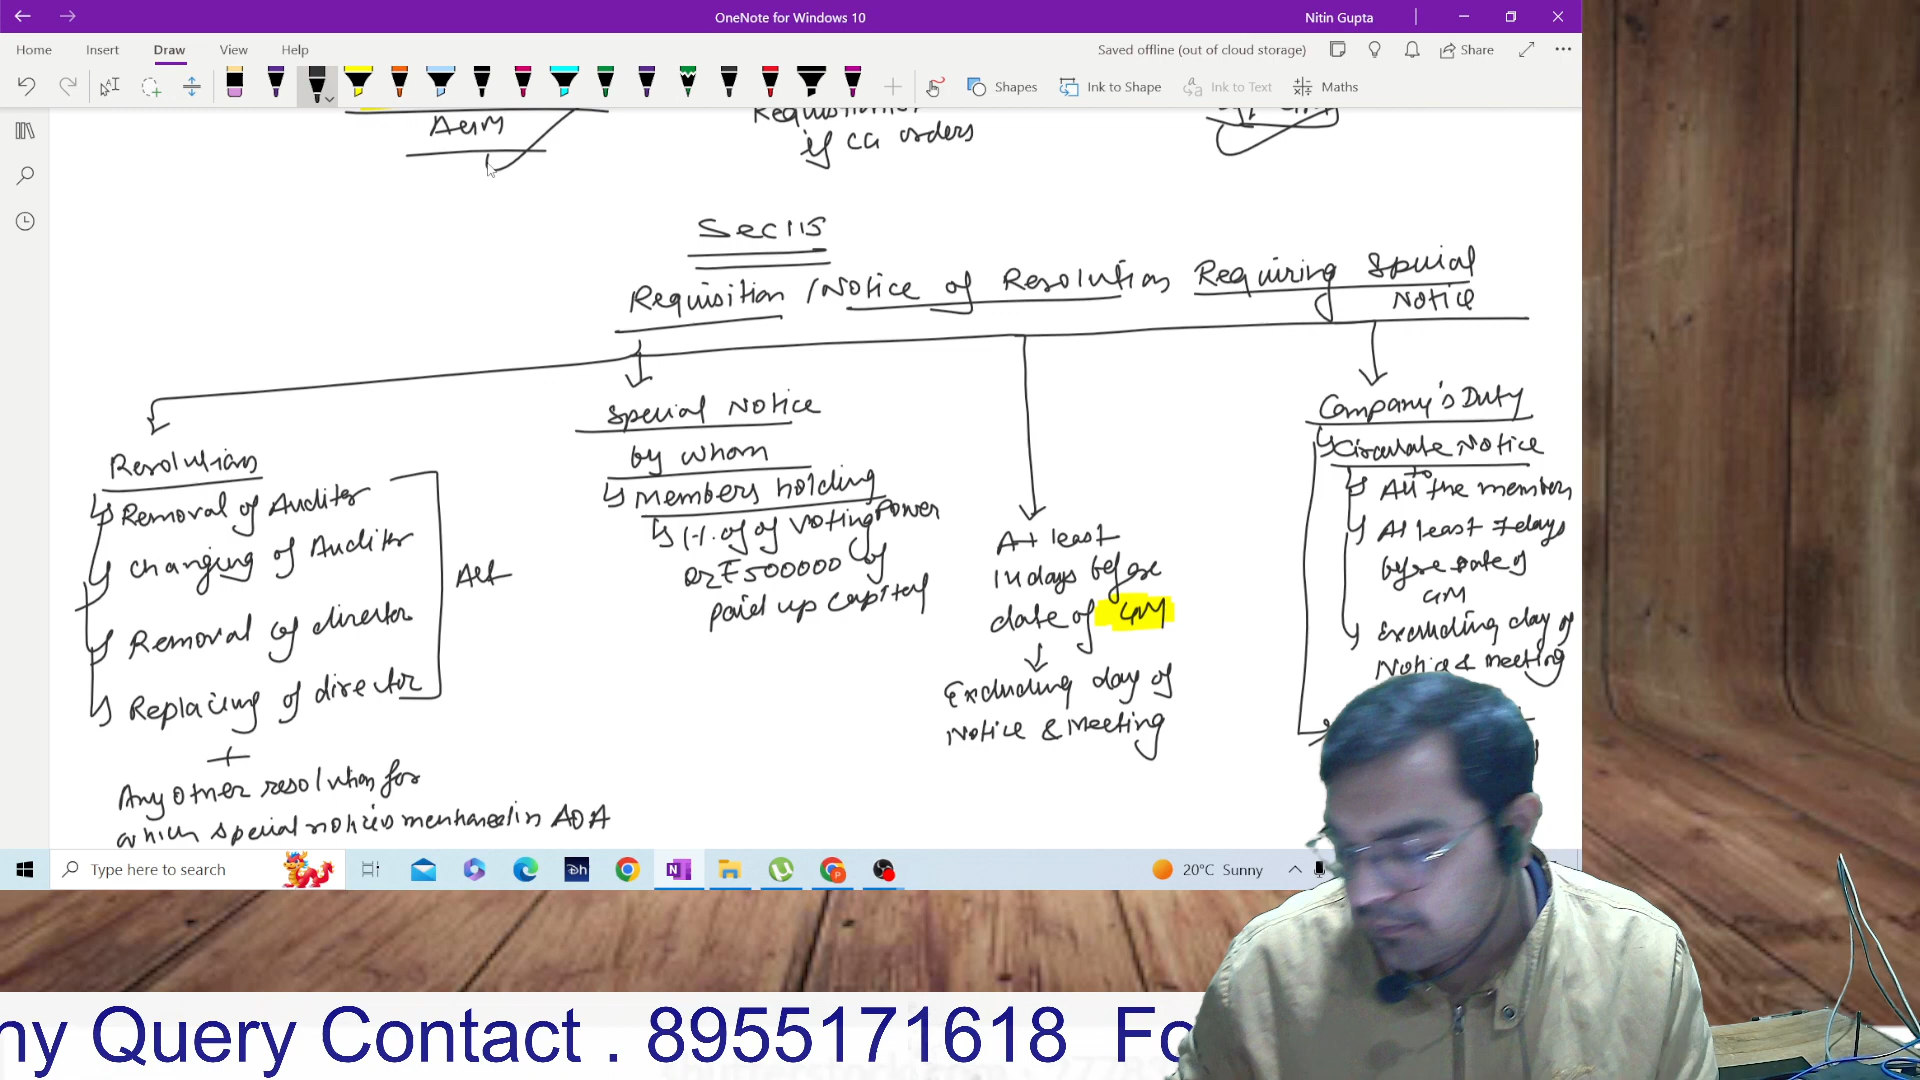 OneNote for Windows 10
Nitin Gupta
Home Insert Draw View Help
Saved offline (out of cloud storage)
Share
Shapes
Ink to Shape
Ink to Text
Maths
AGM
if CG orders
Sec 115
Requisition / Notice of Resolution Requiring Special
Notice
Resolution
Removal of Auditor
Changing of Auditor
Removal of director
Replacing of director
Act
+
Any other resolution for
which special notice is mentioned in AOA
Special Notice
by whom
Members holding
1% of of voting Power
or ₹500000 of
paid up capital
At least
14 days before
date of GM
Excluding day of
Notice & Meeting
Company's Duty
Circulate Notice
to
All the members
At least 7 days
before date of
GM
Excluding day of
Notice & meeting
Type here to search
20°C Sunny
ny Query Contact . 8955171618 Fo